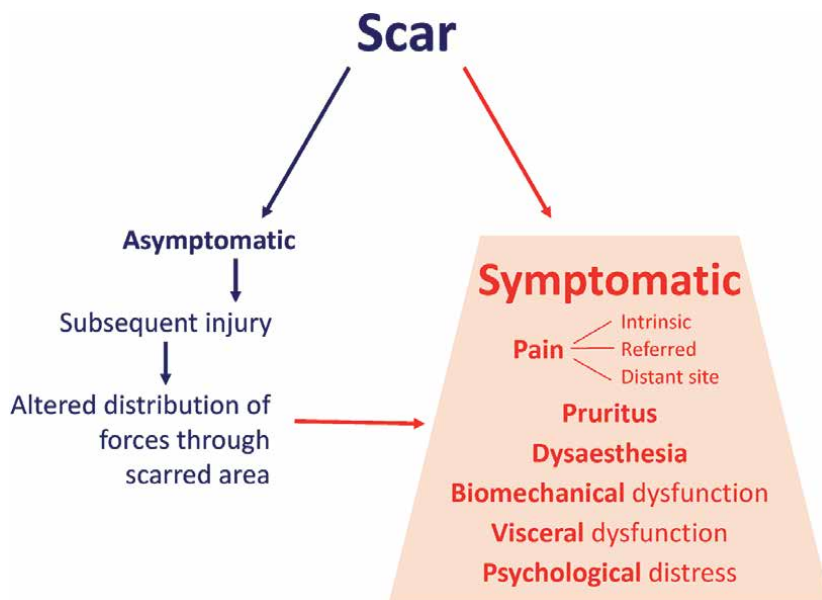 Scar
Asymptomatic
Subsequent injury
Altered distribution of
forces through
scarred area
Symptomatic
Pain
Intrinsic
Referred
Distant site
Pruritus
Dysaesthesia
Biomechanical dysfunction
Visceral dysfunction
Psychological distress